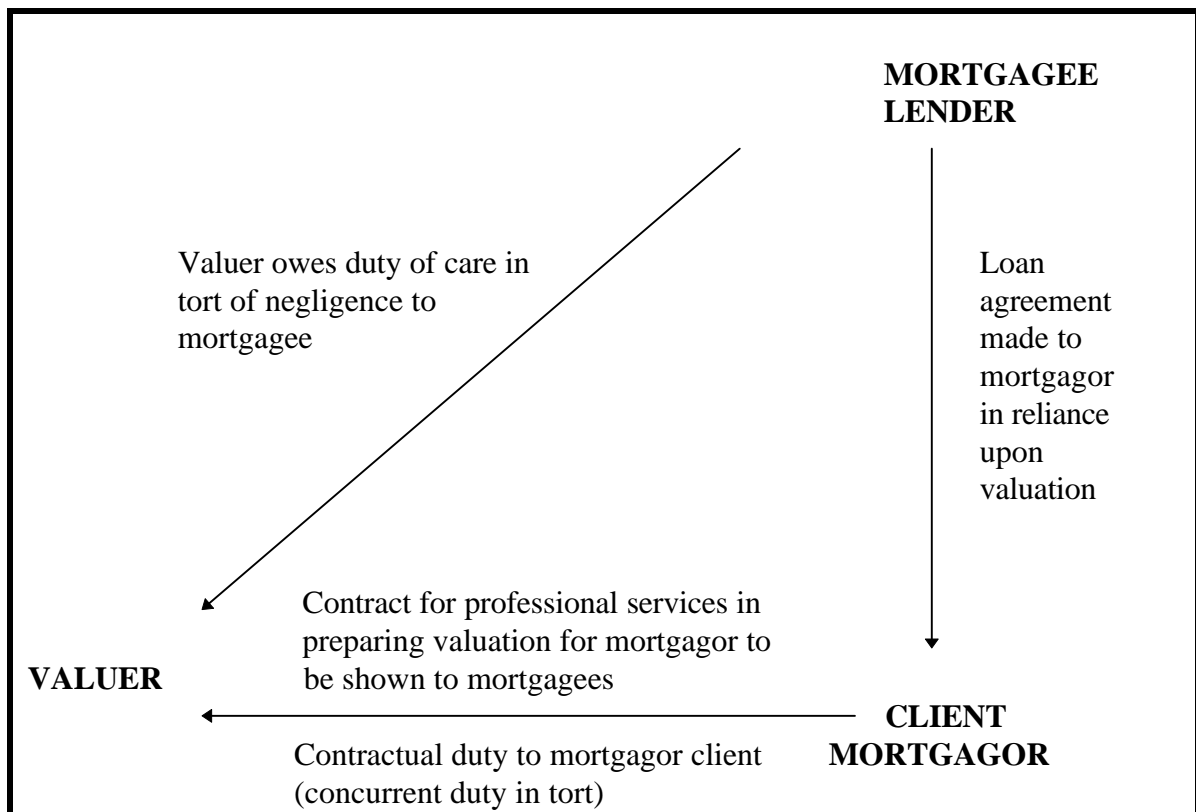 MORTGAGEE
LENDER
Valuer owes duty of care in
tort of negligence to
mortgagee
Loan
agreement
made to
mortgagor
in reliance
upon
valuation
Contract for professional services in
preparing valuation for mortgagor to
be shown to mortgagees
VALUER
CLIENT
MORTGAGOR
Contractual duty to mortgagor client
(concurrent duty in tort)